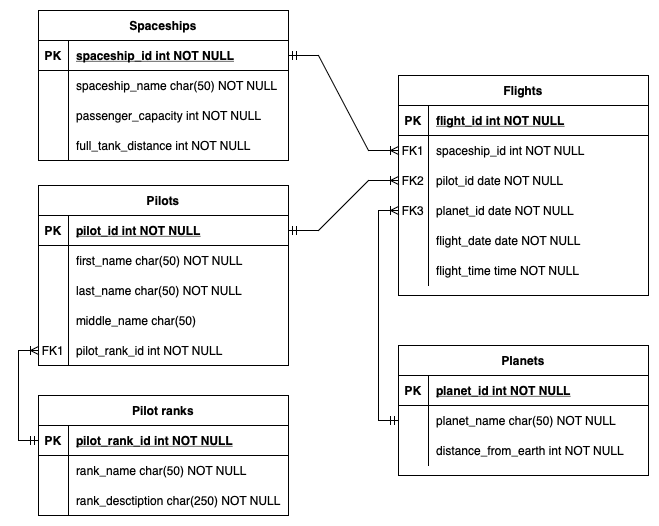 Spaceships
PK spaceship_id int NOT NULL
spaceship_name char(50) NOT NULL
passenger_capacity int NOT NULL
full_tank_distance int NOT NULL
Pilots
PK pilot_id int NOT NULL
first_name char(50) NOT NULL
last_name char(50) NOT NULL
middle_name char(50)
FK1 pilot_rank_id int NOT NULL
Pilot ranks
PK pilot_rank_id int NOT NULL
rank_name char(50) NOT NULL
rank_desctiption char(250) NOT NULL
Flights
PK flight_id int NOT NULL
FK1 spaceship_id int NOT NULL
FK2 pilot_id date NOT NULL
FK3 planet_id date NOT NULL
flight_date date NOT NULL
flight_time time NOT NULL
Planets
PK planet_id int NOT NULL
planet_name char(50) NOT NULL
distance_from_earth int NOT NULL